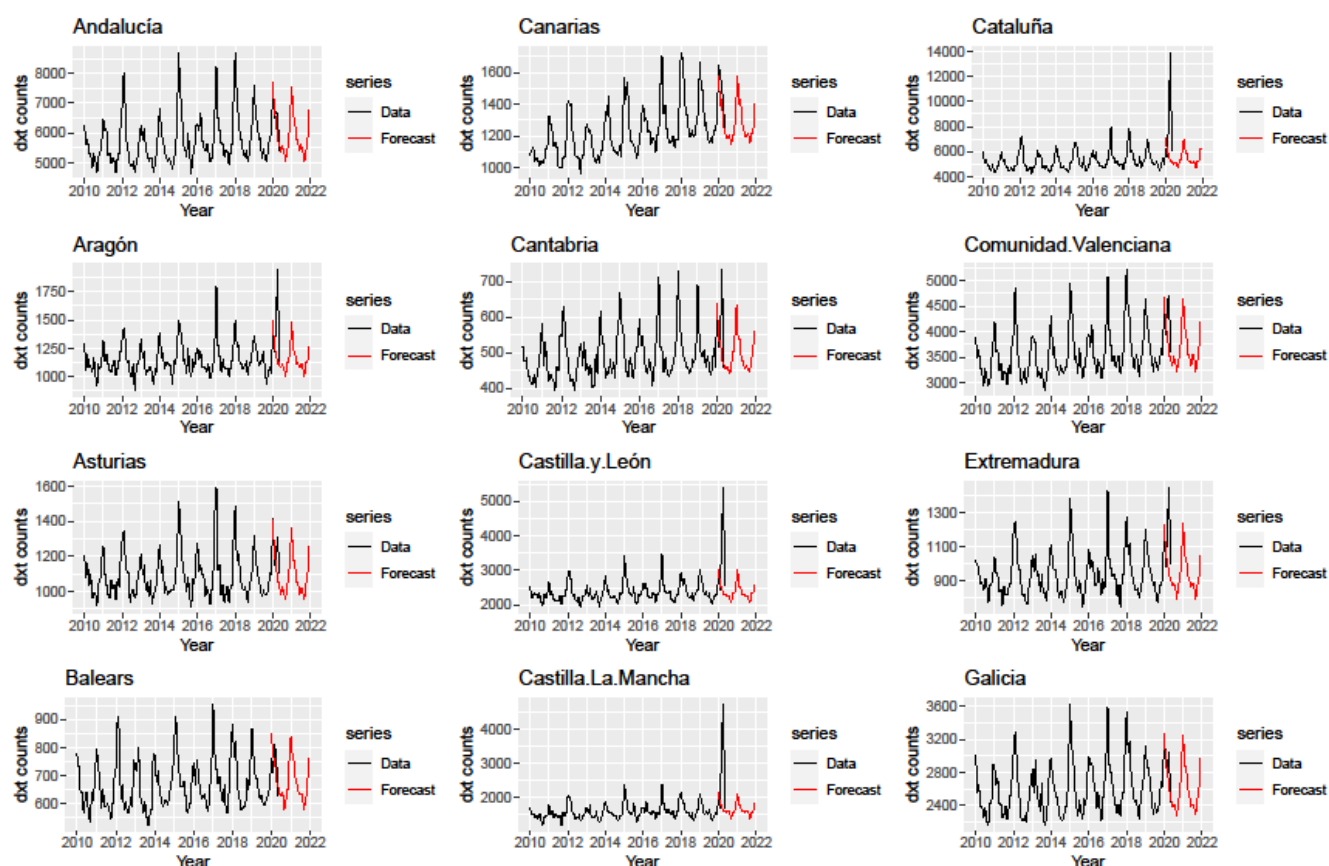 Andalucía
dxt counts
8000
7000
6000
5000
2010 2012 2014 2016 2018 2020 2022
Year
series
Data
Forecast
Canarias
dxt counts
1600
1400
1200
1000
2010 2012 2014 2016 2018 2020 2022
Year
series
Data
Forecast
Cataluña
dxt counts
14000
12000
10000
8000
6000
4000
2010 2012 2014 2016 2018 2020 2022
Year
series
Data
Forecast
Aragón
dxt counts
1750
1500
1250
1000
2010 2012 2014 2016 2018 2020 2022
Year
series
Data
Forecast
Cantabria
dxt counts
700
600
500
400
2010 2012 2014 2016 2018 2020 2022
Year
series
Data
Forecast
Comunidad.Valenciana
dxt counts
5000
4500
4000
3500
3000
2010 2012 2014 2016 2018 2020 2022
Year
series
Data
Forecast
Asturias
dxt counts
1600
1400
1200
1000
2010 2012 2014 2016 2018 2020 2022
Year
series
Data
Forecast
Castilla.y.León
dxt counts
5000
4000
3000
2000
2010 2012 2014 2016 2018 2020 2022
Year
series
Data
Forecast
Extremadura
dxt counts
1300
1100
900
2010 2012 2014 2016 2018 2020 2022
Year
series
Data
Forecast
Balears
dxt counts
900
800
700
600
2010 2012 2014 2016 2018 2020 2022
Year
series
Data
Forecast
Castilla.La.Mancha
dxt counts
4000
3000
2000
2010 2012 2014 2016 2018 2020 2022
Year
series
Data
Forecast
Galicia
dxt counts
3600
3200
2800
2400
2010 2012 2014 2016 2018 2020 2022
Year
series
Data
Forecast